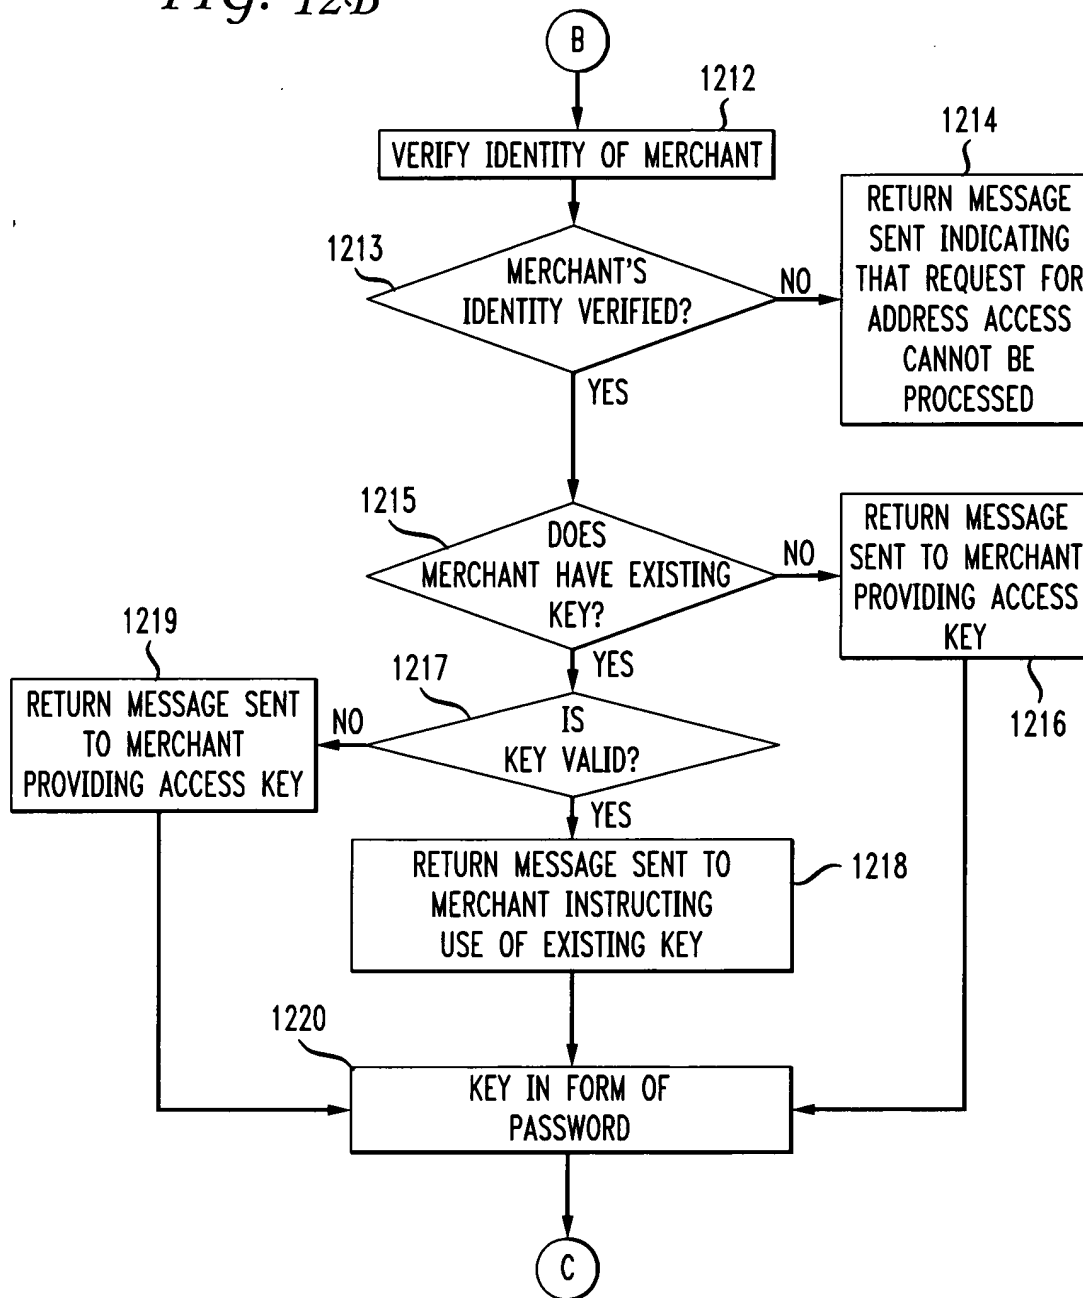 FIG. 12B
B
1212
VERIFY IDENTITY OF MERCHANT
1214
RETURN MESSAGE
SENT INDICATING
THAT REQUEST FOR
ADDRESS ACCESS
CANNOT BE
PROCESSED
1213
MERCHANT'S
IDENTITY VERIFIED?
NO
YES
1215
DOES
MERCHANT HAVE EXISTING
KEY?
NO
RETURN MESSAGE
SENT TO MERCHANT
PROVIDING ACCESS
KEY
1216
YES
1219
RETURN MESSAGE SENT
TO MERCHANT
PROVIDING ACCESS KEY
1217
NO
IS
KEY VALID?
YES
RETURN MESSAGE SENT TO
MERCHANT INSTRUCTING
USE OF EXISTING KEY
1218
1220
KEY IN FORM OF
PASSWORD
C